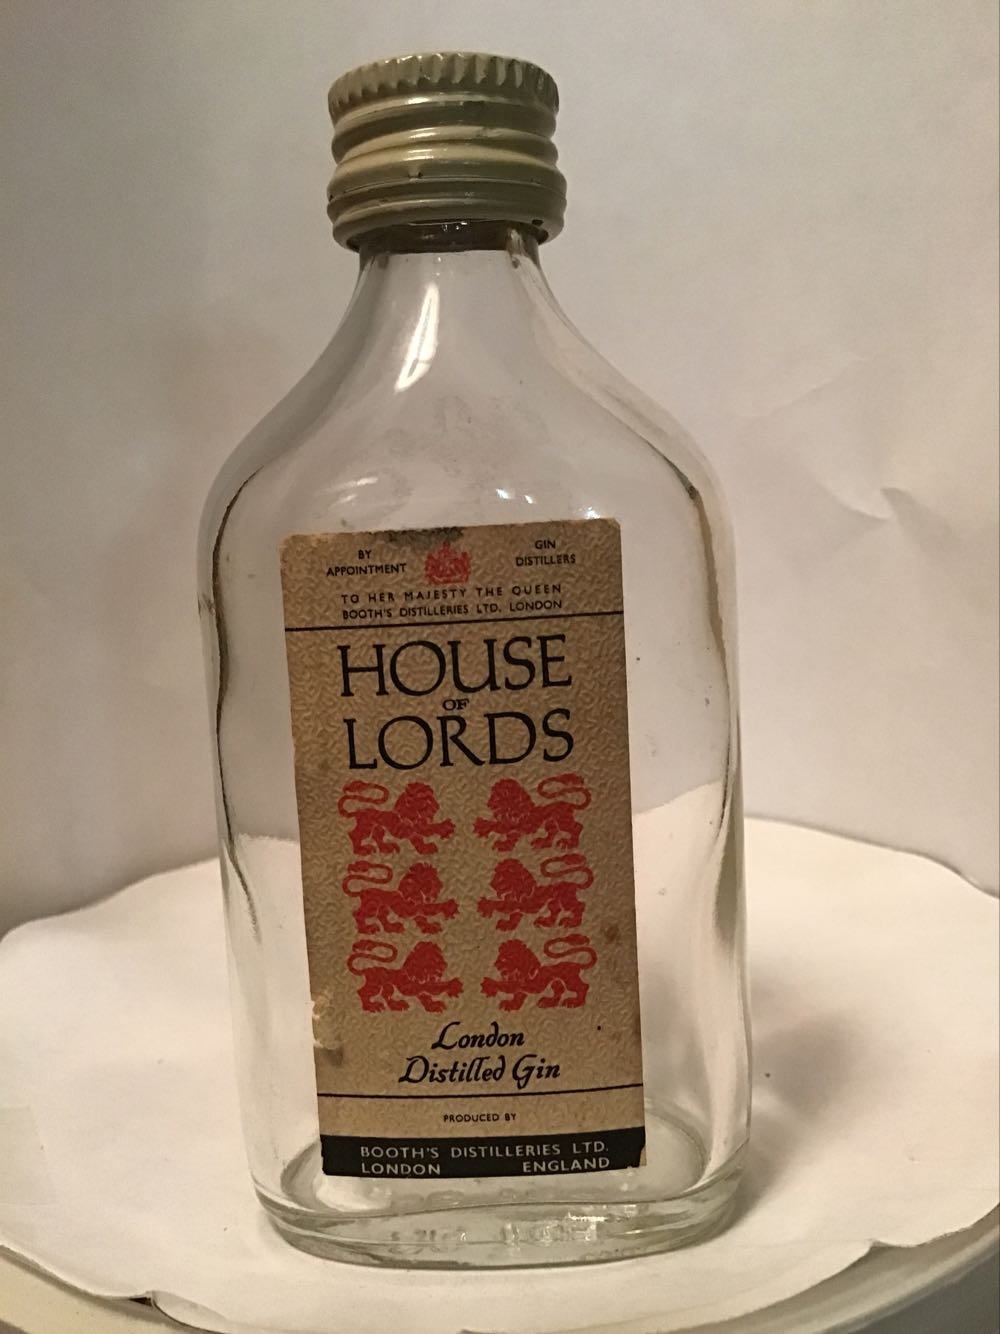 BY
APPOINTMENT
GIN
DISTILLERS
TO HER MAJESTY THE QUEEN
BOOTH'S DISTILLERIES LTD. LONDON
HOUSE
OF
LORDS
London
Distilled Gin
PRODUCED BY
BOOTH'S DISTILLERIES LTD.
LONDON ENGLAND